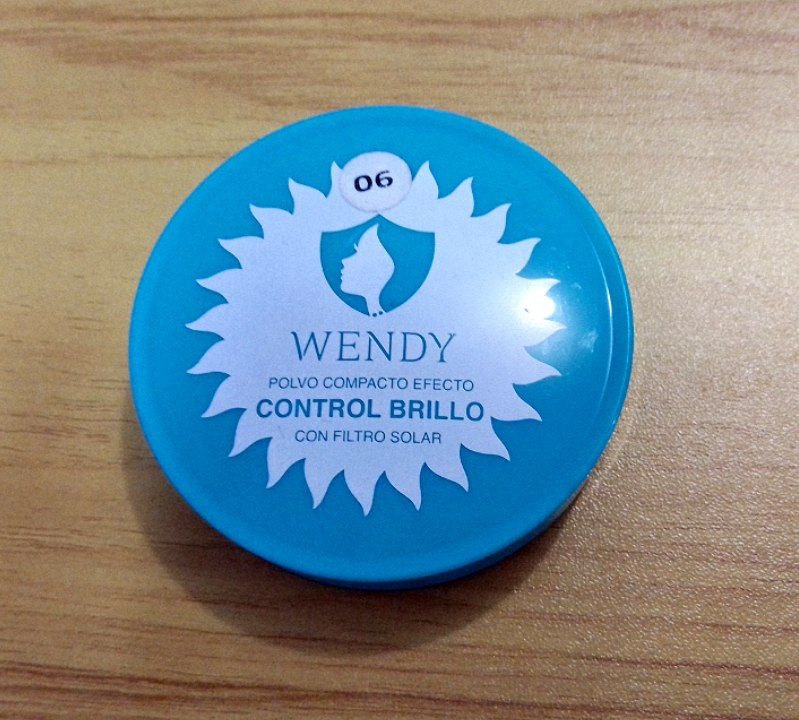 06
WENDY
POLVO COMPACTO EFECTO
CONTROL BRILLO
CON FILTRO SOLAR